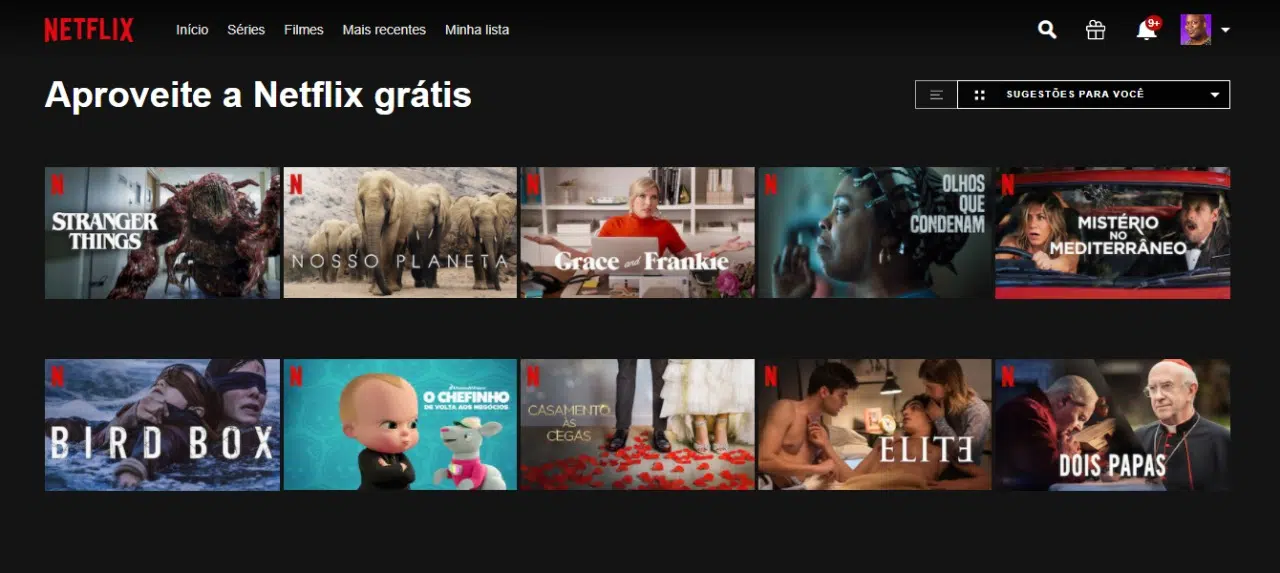 NETFLIX
Início Séries Filmes Mais recentes Minha lista
9+
Aproveite a Netflix grátis
SUGESTÕES PARA VOCÊ
N
STRANGER
THINGS
NOSSO PLANETA
N
Grace and Frankie
N
OLHOS
QUE
CONDENAM
N
MISTÉRIO
NO
MEDITERRÂNEO
N
BIRD BOX
N
O CHEFINHO
DE VOLTA AOS NEGÓCIOS
N
CASAMENTO
ÀS
CEGAS
N
ELITE
N
DOIS PAPAS